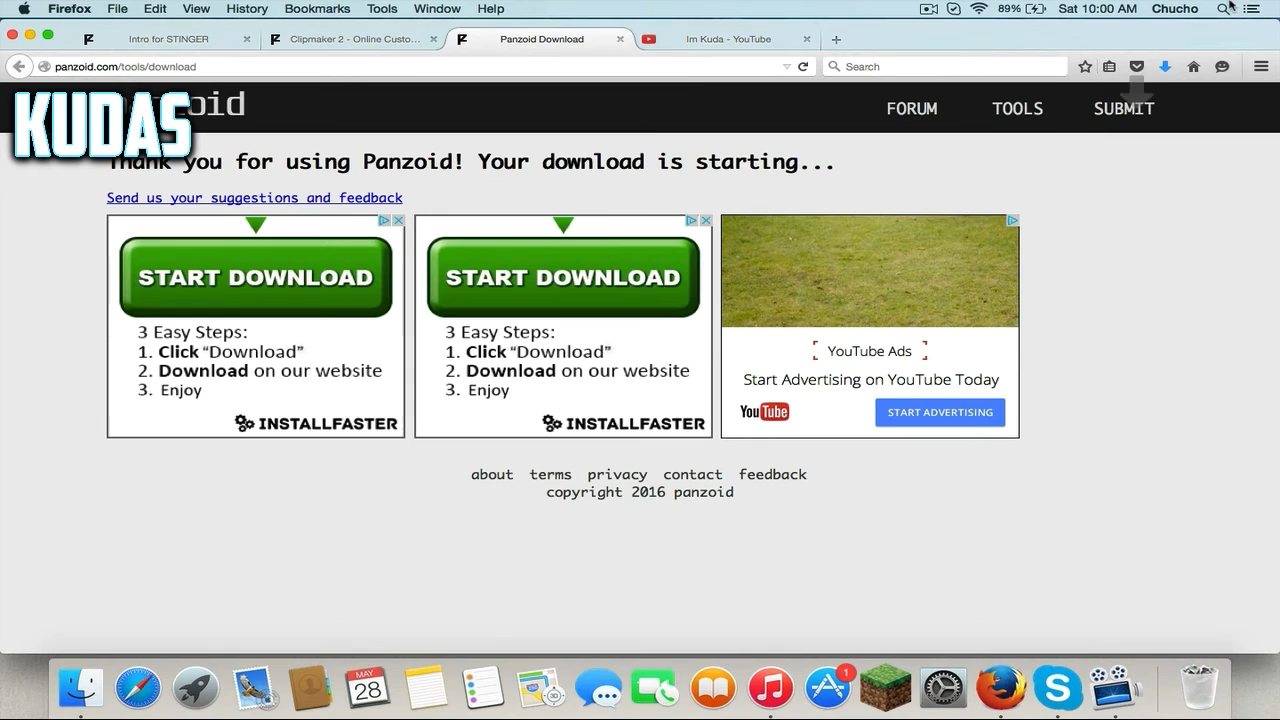 Firefox File Edit View History Bookmarks Tools Window Help 89% Sat 10:00 AM Chucho
Intro for STINGER
Clipmaker 2 - Online Custo...
Panzoid Download
Im Kuda - YouTube
panzoid.com/tools/download
Search
KUDAS
FORUM TOOLS SUBMIT
Thank you for using Panzoid! Your download is starting...
Send us your suggestions and feedback
START DOWNLOAD
3 Easy Steps:
1. Click “Download”
2. Download on our website
3. Enjoy
INSTALLFASTER
START DOWNLOAD
3 Easy Steps:
1. Click “Download”
2. Download on our website
3. Enjoy
INSTALLFASTER
YouTube Ads
Start Advertising on YouTube Today
YouTube
START ADVERTISING
about terms privacy contact feedback
copyright 2016 panzoid
MAY
28
3D
1